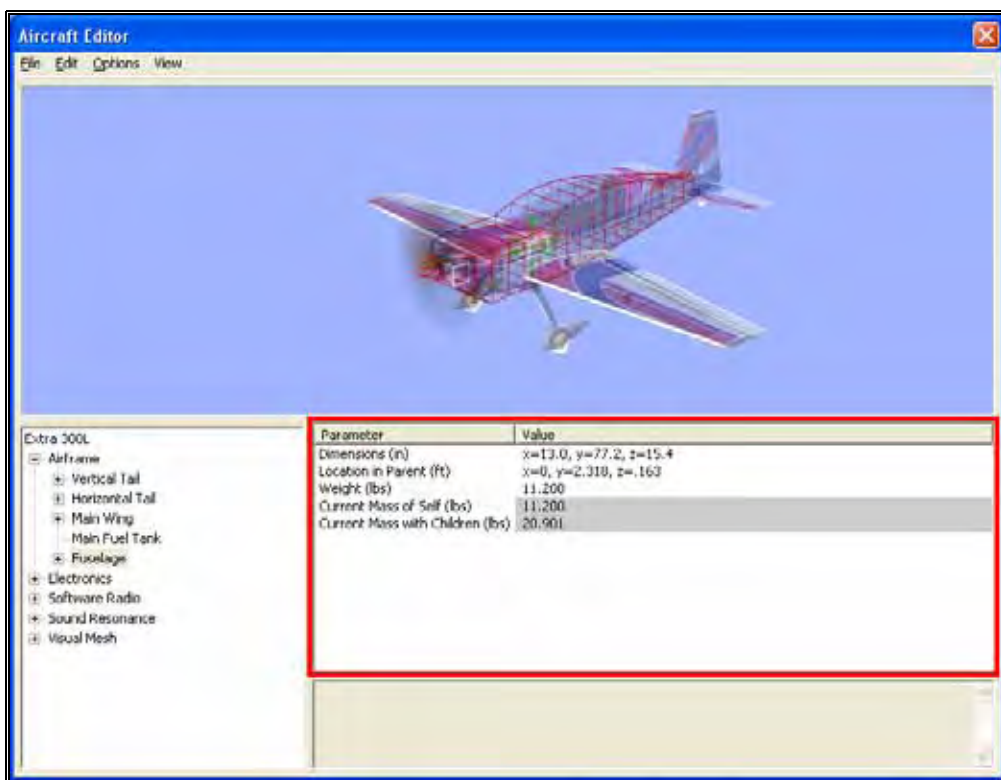 Aircraft Editor
File Edit Options View
Extra 300L
Airframe
Vertical Tail
Horizontal Tail
Main Wing
Main Fuel Tank
Fuselage
Electronics
Software Radio
Sound Resonance
Visual Mesh
Parameter Value
Dimensions (in) x=13.0, y=77.2, z=15.4
Location in Parent (ft) x=0, y=2.318, z=.163
Weight (lbs) 11.200
Current Mass of Self (lbs) 11.200
Current Mass with Children (lbs) 20.901